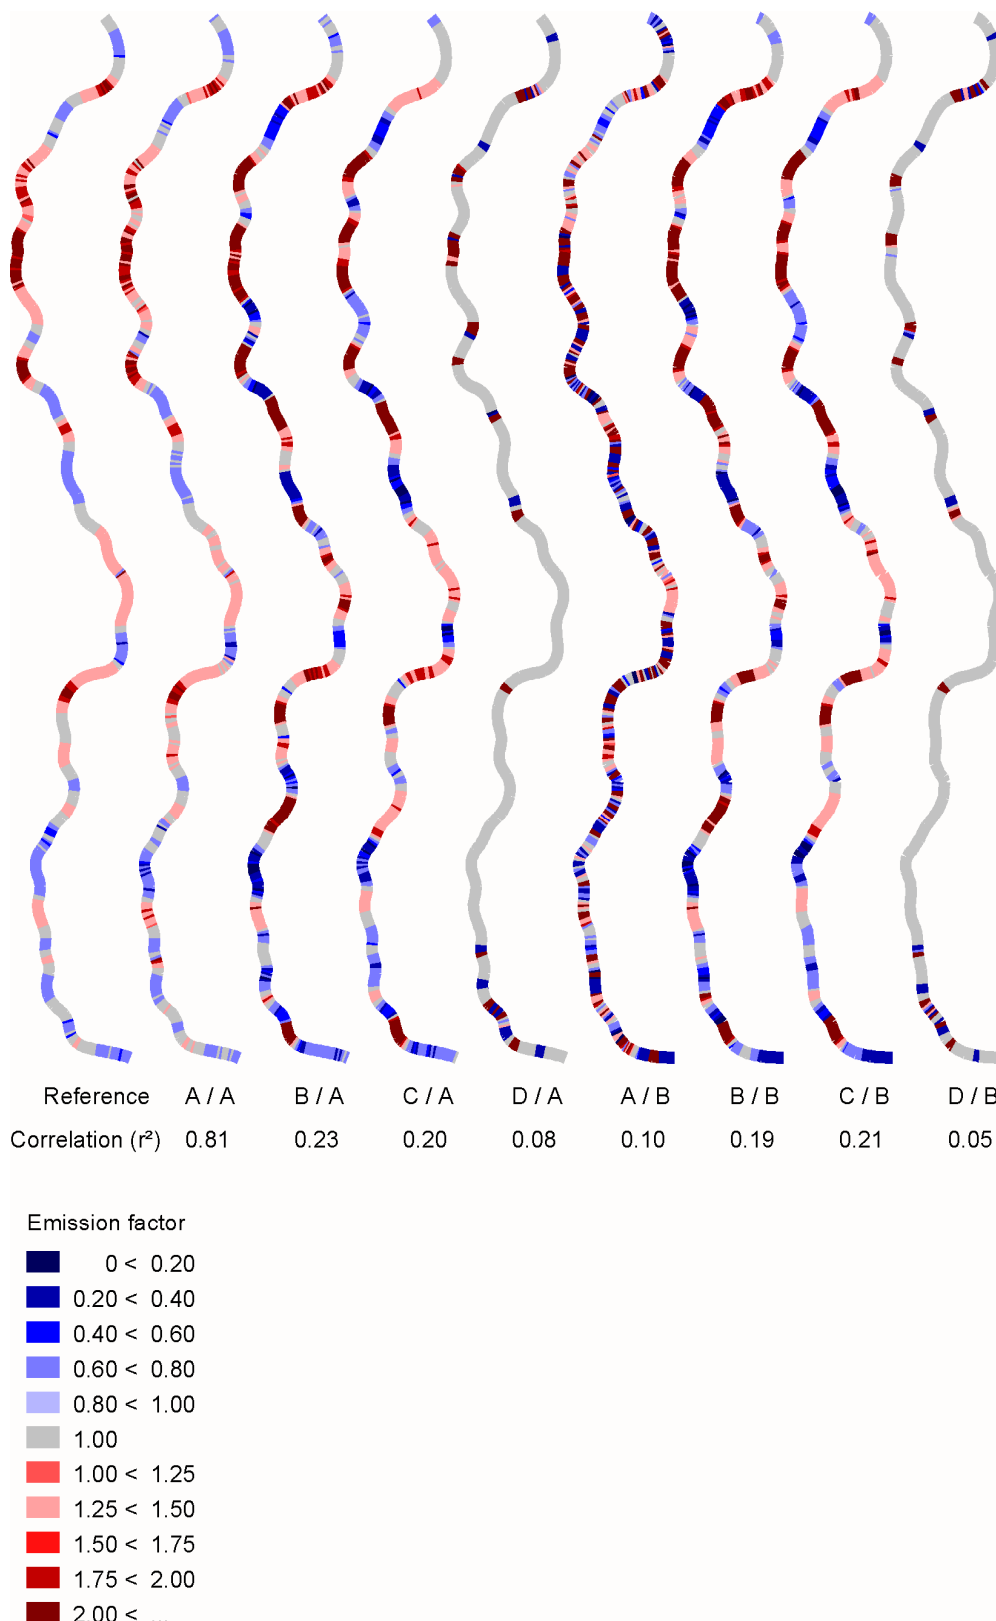 Reference A / A B / A C / A D / A A / B B / B C / B D / B
Correlation (r²) 0.81 0.23 0.20 0.08 0.10 0.19 0.21 0.05
Emission factor
0 < 0.20
0.20 < 0.40
0.40 < 0.60
0.60 < 0.80
0.80 < 1.00
1.00
1.00 < 1.25
1.25 < 1.50
1.50 < 1.75
1.75 < 2.00
2.00 < ...